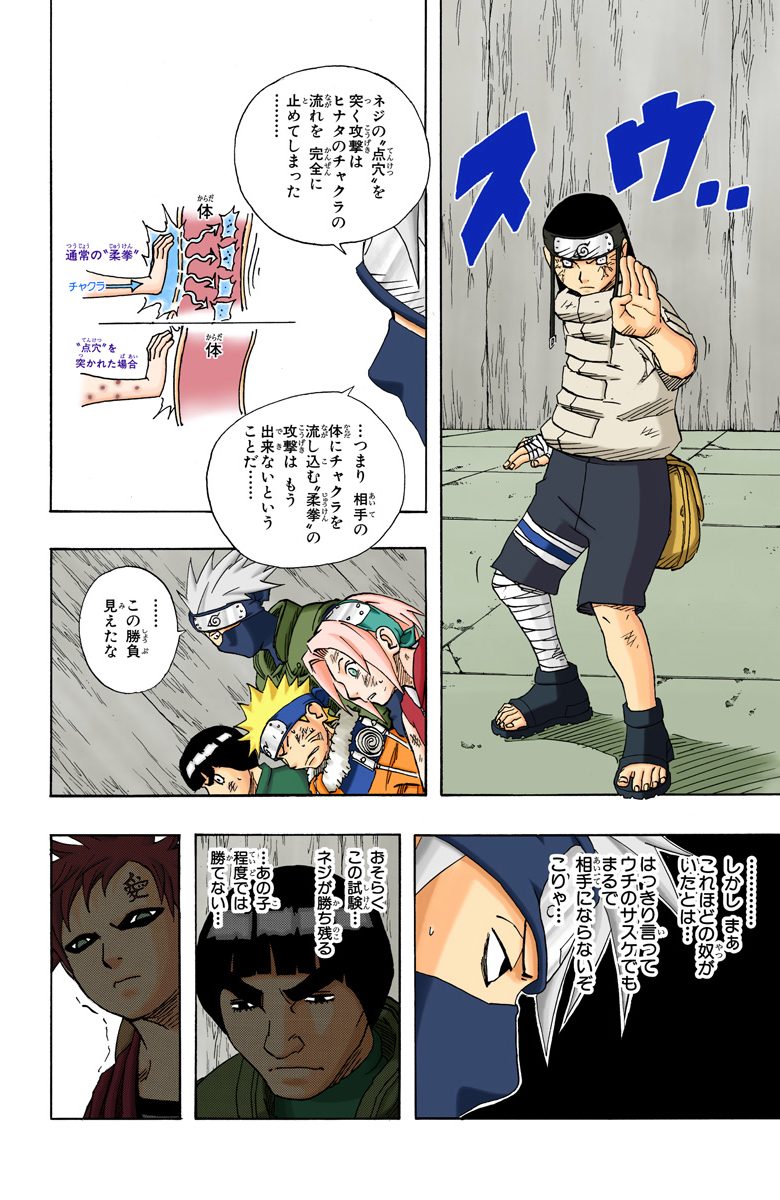 スゥ‥
ネジの〝点穴〟を
突く攻撃は
ヒナタのチャクラの
流れを 完全に
止めてしまった
………
体
通常の〝柔拳〟
チャクラ
〝点穴〟を
突かれた場合
体
…つまり 相手の
体にチャクラを
流し込む〝柔拳〟の
攻撃は もう
出来ないという
ことだ……
……
この勝負
見えたな
…………
しかし まぁ
これほどの奴が
いたとは…
はっきり言って
まるで
ウチのサスケでも
相手にならないぞ
こりゃ…
おそらく
この試験…
ネジが勝ち残る
…あの子
程度では
勝てない…
愛